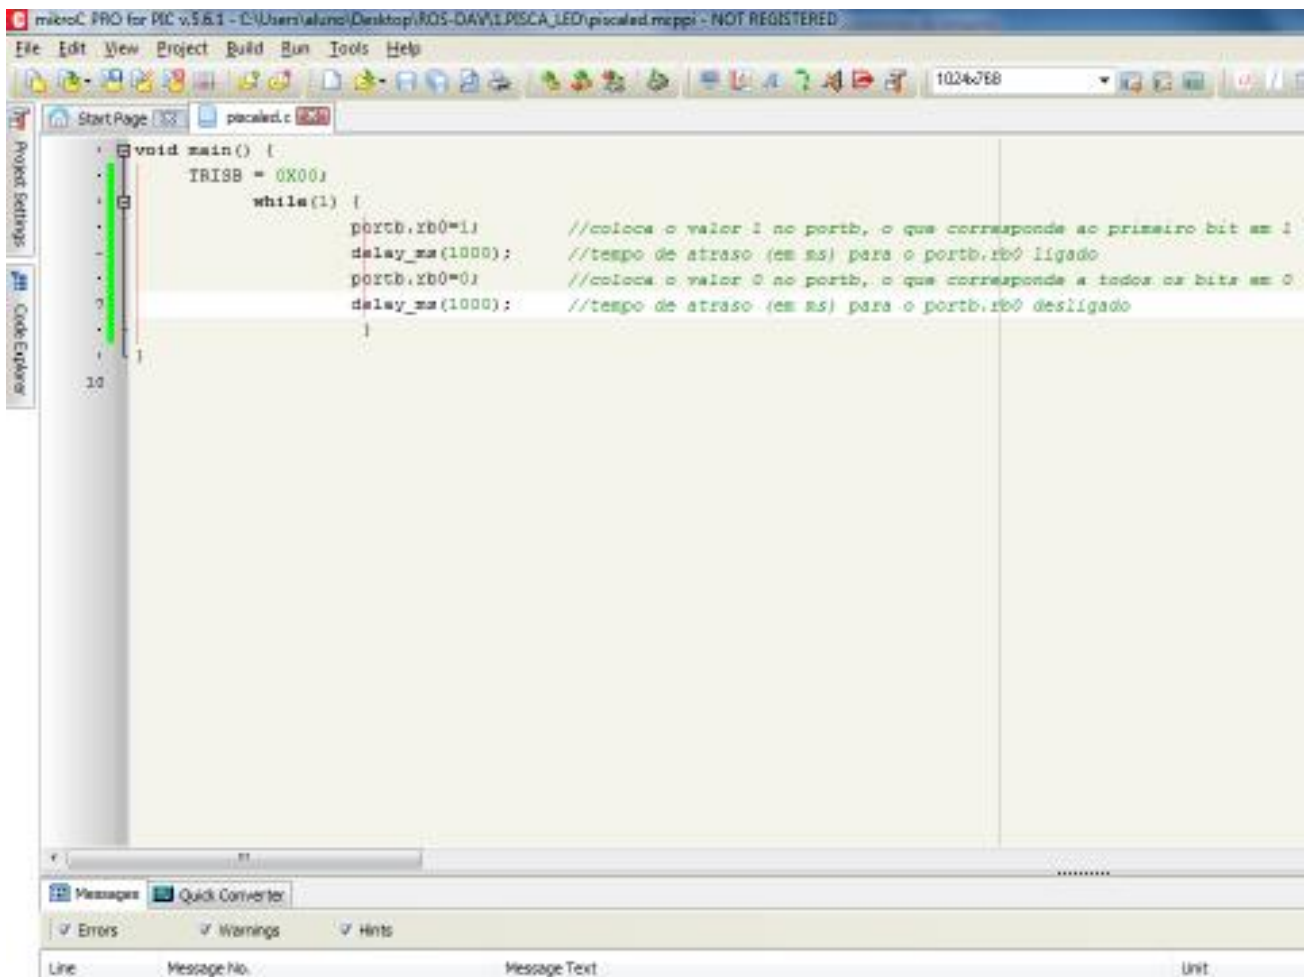 mikroC PRO for PIC v.5.6.1 - C:\Users\aluno\Desktop\ROS-DAV\1.PISCA_LED\piscaled.mcppi - NOT REGISTERED
File Edit View Project Build Run Tools Help
1024x768
Start Page piscaled.c
Project Settings
Code Explorer
void main() {
TRISB = 0X00;
while(1) {
portb.rb0=1; //coloca o valor 1 no portb, o que corresponde ao primeiro bit em 1
delay_ms(1000); //tempo de atraso (em ms) para o portb.rb0 ligado
portb.rb0=0; //coloca o valor 0 no portb, o que corresponde a todos os bits em 0
delay_ms(1000); //tempo de atraso (em ms) para o portb.rb0 desligado
}
}
10
Messages Quick Converter
Errors Warnings Hints
Line Message No. Message Text Unit